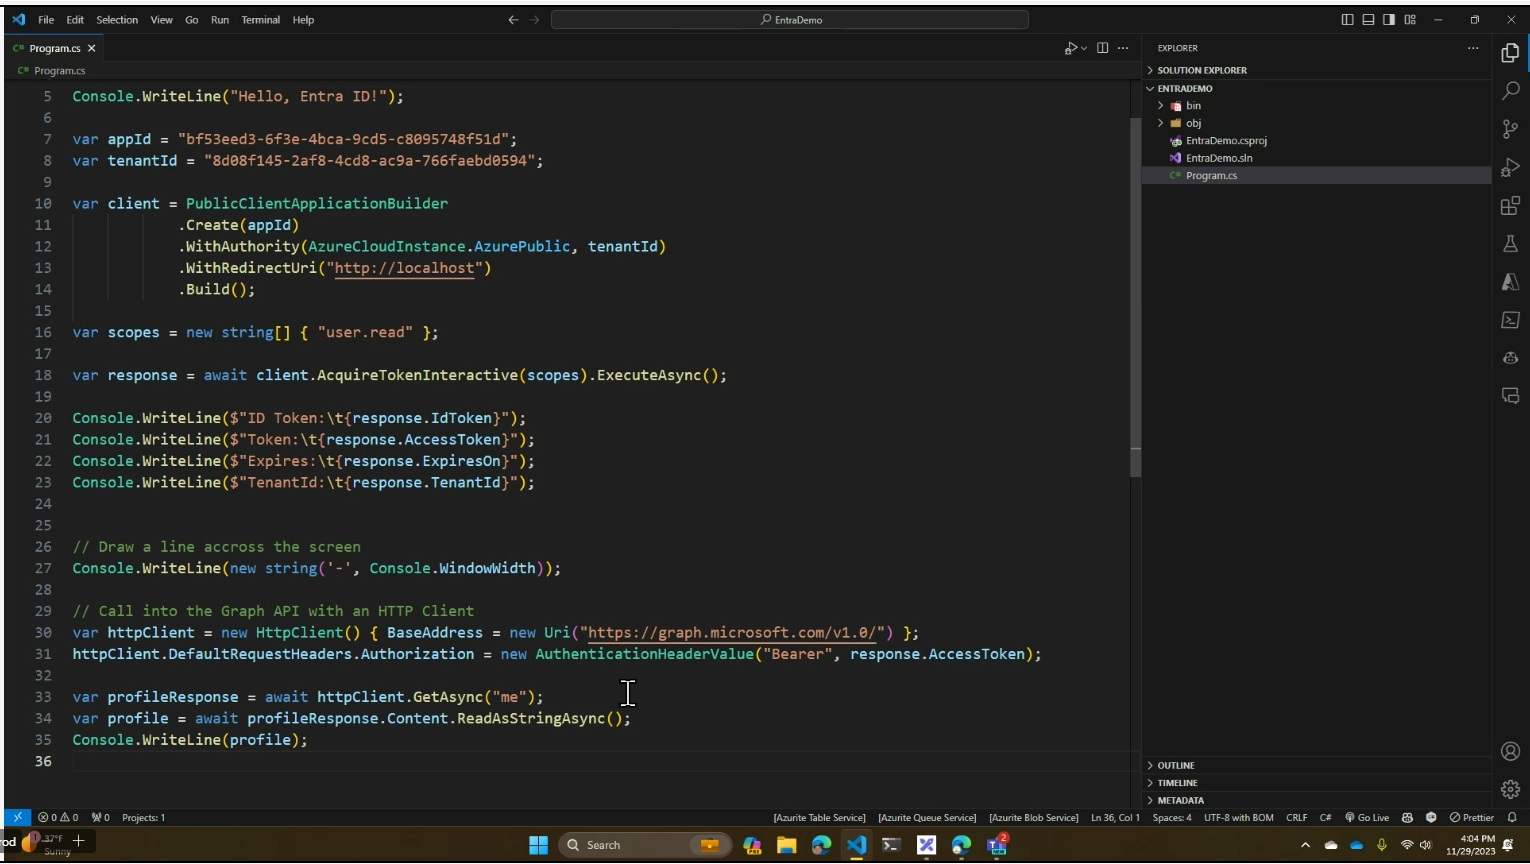 File Edit Selection View Go Run Terminal Help
EntraDemo
Program.cs
Program.cs
5 Console.WriteLine("Hello, Entra ID!");
6
7 var appId = "bf53eed3-6f3e-4bca-9cd5-c8095748f51d";
8 var tenantId = "8d08f145-2af8-4cd8-ac9a-766faebd0594";
9
10 var client = PublicClientApplicationBuilder
11 .Create(appId)
12 .WithAuthority(AzureCloudInstance.AzurePublic, tenantId)
13 .WithRedirectUri("http://localhost")
14 .Build();
15
16 var scopes = new string[] { "user.read" };
17
18 var response = await client.AcquireTokenInteractive(scopes).ExecuteAsync();
19
20 Console.WriteLine($"ID Token:\t{response.IdToken}");
21 Console.WriteLine($"Token:\t{response.AccessToken}");
22 Console.WriteLine($"Expires:\t{response.ExpiresOn}");
23 Console.WriteLine($"TenantId:\t{response.TenantId}");
24
25
26 // Draw a line accross the screen
27 Console.WriteLine(new string('-', Console.WindowWidth));
28
29 // Call into the Graph API with an HTTP Client
30 var httpClient = new HttpClient() { BaseAddress = new Uri("https://graph.microsoft.com/v1.0/") };
31 httpClient.DefaultRequestHeaders.Authorization = new AuthenticationHeaderValue("Bearer", response.AccessToken);
32
33 var profileResponse = await httpClient.GetAsync("me");
34 var profile = await profileResponse.Content.ReadAsStringAsync();
35 Console.WriteLine(profile);
36
EXPLORER
SOLUTION EXPLORER
ENTRADEMO
bin
obj
EntraDemo.csproj
EntraDemo.sln
C# Program.cs
OUTLINE
TIMELINE
METADATA
0 0 0 Projects: 1 [Azurite Table Service] [Azurite Queue Service] [Azurite Blob Service] Ln 36, Col 1 Spaces: 4 UTF-8 with BOM CRLF C# Go Live Prettier
37°F
Sunny
Search
2
4:04 PM
11/29/2023